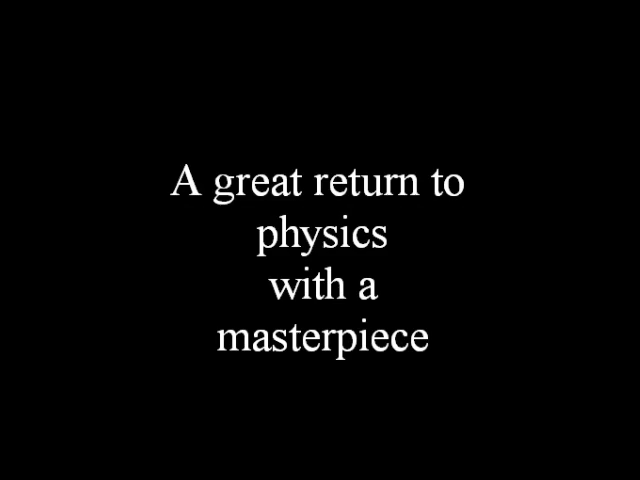 A great return to
physics
with a
masterpiece